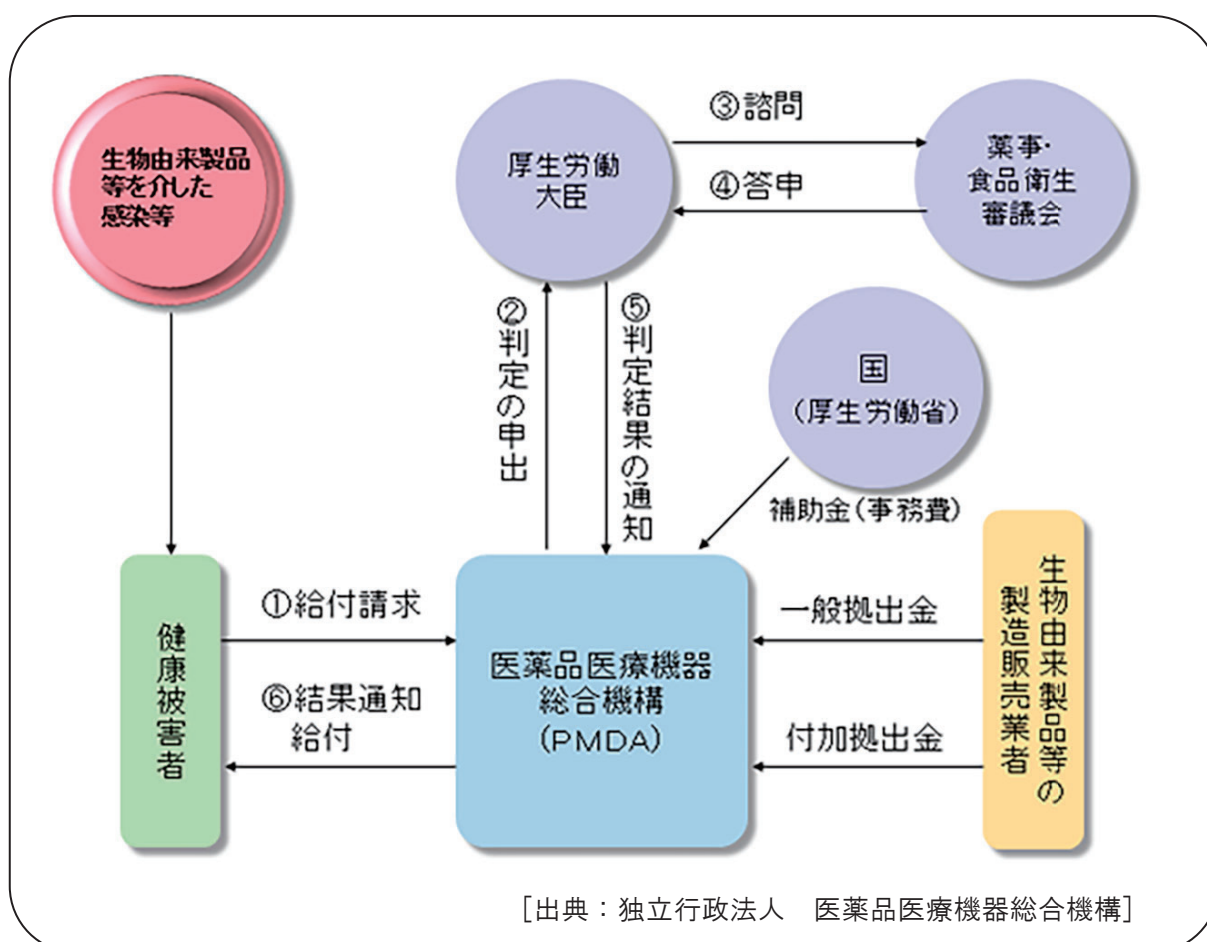 生物由来製品
等を介した
感染等
厚生労働
大臣
③諮問
④答申
薬事・
食品衛生
審議会
②判定の申出
⑤判定結果の通知
国
（厚生労働省）
補助金（事務費）
健康被害者
①給付請求
⑥結果通知
給付
医薬品医療機器
総合機構
（PMDA）
一般拠出金
付加拠出金
生物由来製品等の
製造販売業者
［出典：独立行政法人　医薬品医療機器総合機構］